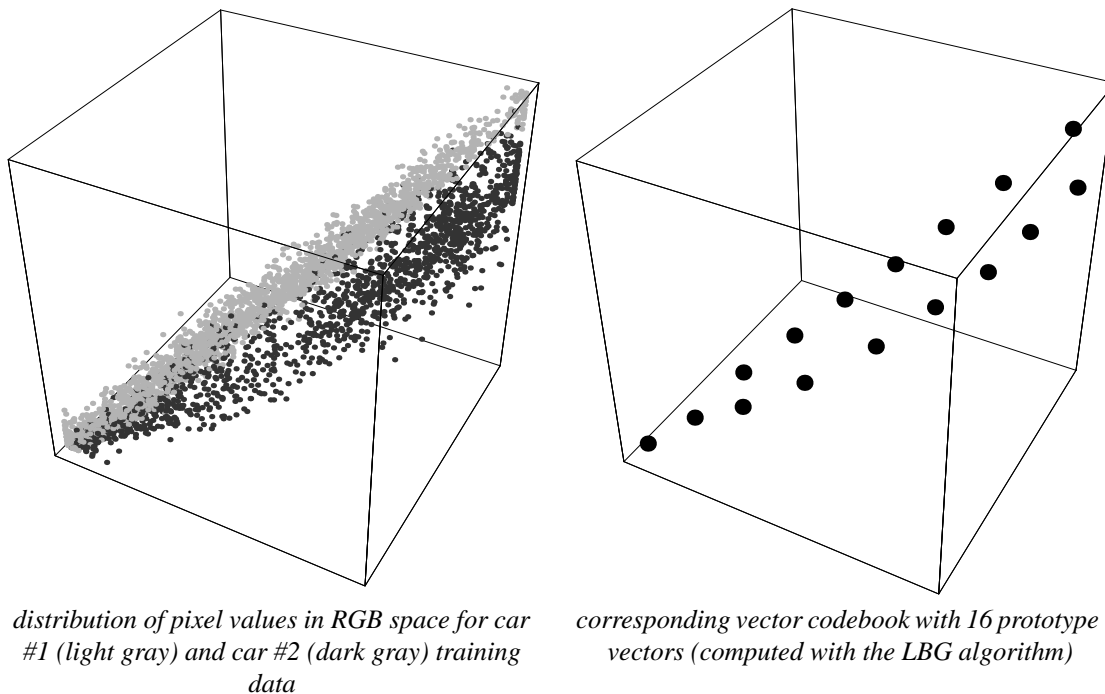 distribution of pixel values in RGB space for car
#1 (light gray) and car #2 (dark gray) training
data
corresponding vector codebook with 16 prototype
vectors (computed with the LBG algorithm)